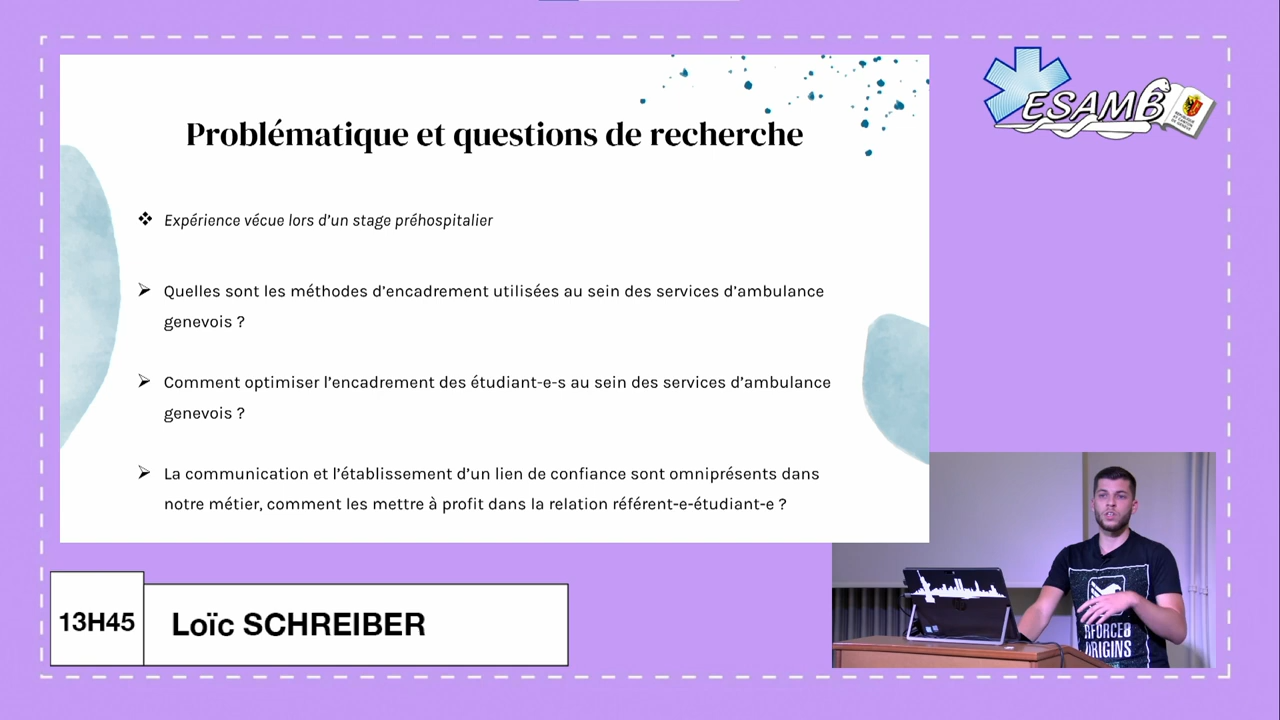 Problématique et questions de recherche
Expérience vécue lors d'un stage préhospitalier
Quelles sont les méthodes d'encadrement utilisées au sein des services d'ambulance
genevois ?
Comment optimiser l'encadrement des étudiant-e-s au sein des services d'ambulance
genevois ?
La communication et l'établissement d'un lien de confiance sont omniprésents dans
notre métier, comment les mettre à profit dans la relation référent-e-étudiant-e ?
ESAMB
13H45
Loïc SCHREIBER
RFORCE8
ORIGINS